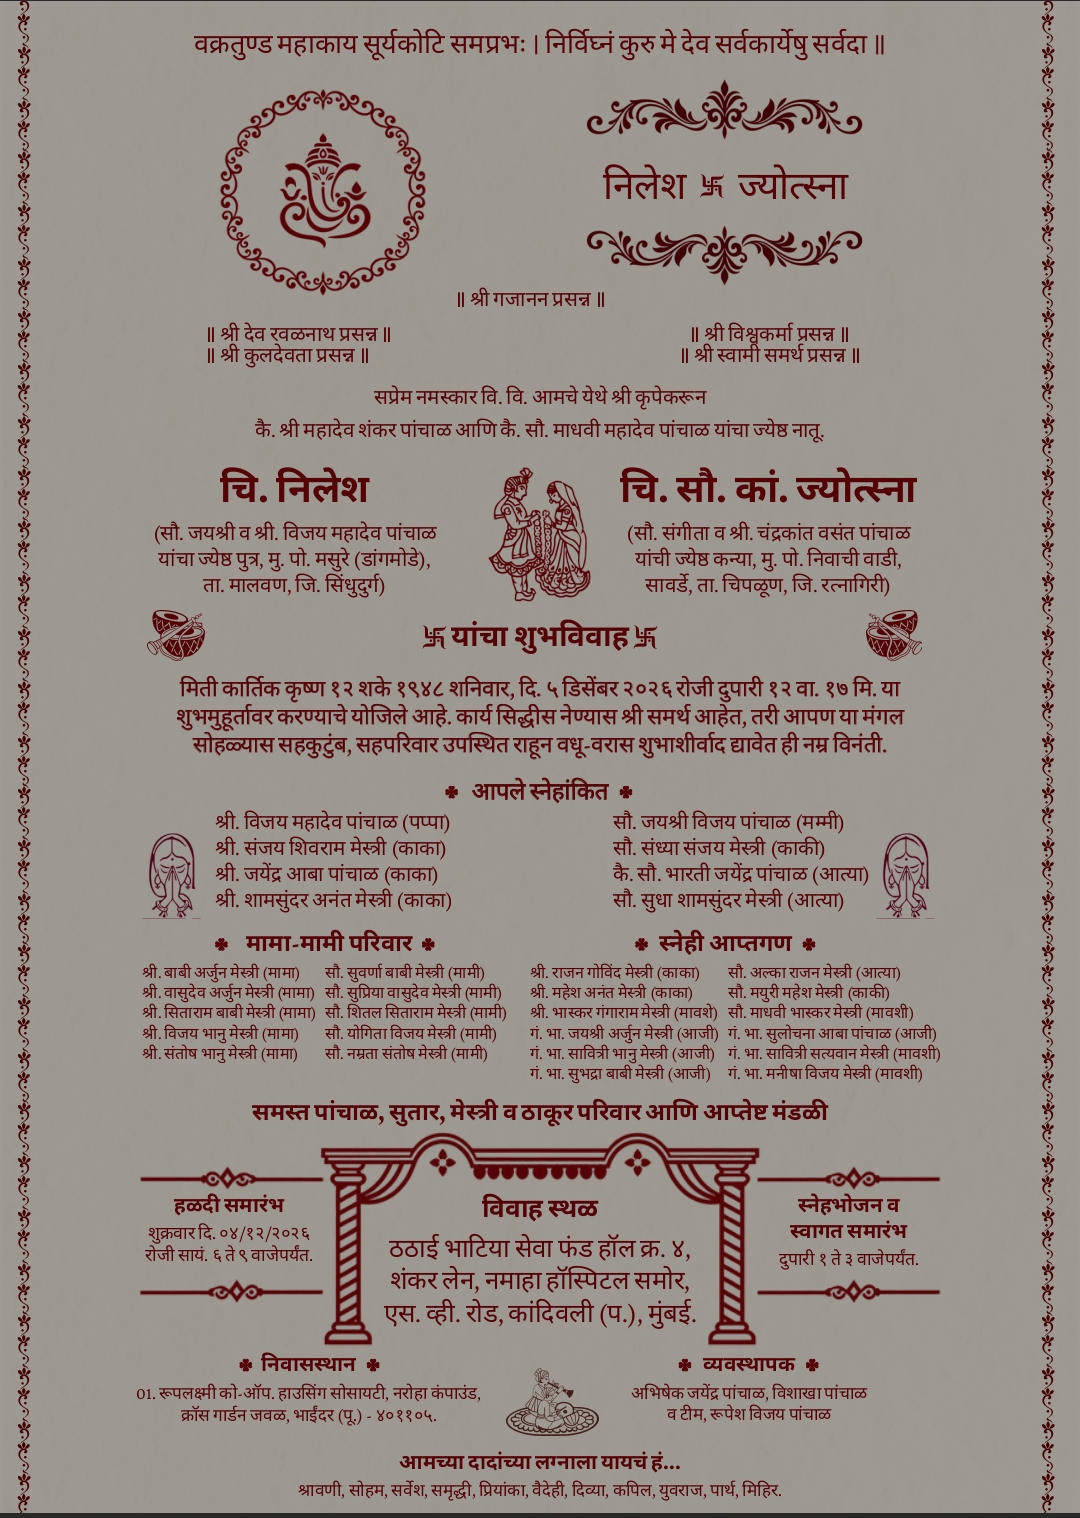 वक्रतुण्ड महाकाय सूर्यकोटि समप्रभः | निर्विघ्नं कुरु मे देव सर्वकार्येषु सर्वदा ||
निलेश 卐 ज्योत्स्ना
|| श्री गजानन प्रसन्न ||
|| श्री देव रवळनाथ प्रसन्न ||
|| श्री कुलदेवता प्रसन्न ||
|| श्री विश्वकर्मा प्रसन्न ||
|| श्री स्वामी समर्थ प्रसन्न ||
सप्रेम नमस्कार वि. वि. आमचे येथे श्री कृपेकरून
कै. श्री महादेव शंकर पांचाळ आणि कै. सौ. माधवी महादेव पांचाळ यांचा ज्येष्ठ नातू.
चि. निलेश
(सौ. जयश्री व श्री. विजय महादेव पांचाळ
यांचा ज्येष्ठ पुत्र, मु. पो. मसुरे (डांगमोडे),
ता. मालवण, जि. सिंधुदुर्ग)
चि. सौ. कां. ज्योत्स्ना
(सौ. संगीता व श्री. चंद्रकांत वसंत पांचाळ
यांची ज्येष्ठ कन्या, मु. पो. निवाची वाडी,
सावर्डे, ता. चिपळूण, जि. रत्नागिरी)
卐 यांचा शुभविवाह 卐
मिती कार्तिक कृष्ण १२ शके १९४८ शनिवार, दि. ५ डिसेंबर २०२६ रोजी दुपारी १२ वा. १७ मि. या
शुभमुहूर्तावर करण्याचे योजिले आहे. कार्य सिद्धीस नेण्यास श्री समर्थ आहेत, तरी आपण या मंगल
सोहळ्यास सहकुटुंब, सहपरिवार उपस्थित राहून वधू-वरास शुभाशीर्वाद द्यावेत ही नम्र विनंती.
आपले स्नेहांकित
श्री. विजय महादेव पांचाळ (पप्पा)
श्री. संजय शिवराम मेस्त्री (काका)
श्री. जयेंद्र आबा पांचाळ (काका)
श्री. शामसुंदर अनंत मेस्त्री (काका)
सौ. जयश्री विजय पांचाळ (मम्मी)
सौ. संध्या संजय मेस्त्री (काकी)
कै. सौ. भारती जयेंद्र पांचाळ (आत्या)
सौ. सुधा शामसुंदर मेस्त्री (आत्या)
मामा-मामी परिवार
श्री. बाबी अर्जुन मेस्त्री (मामा)
श्री. वासुदेव अर्जुन मेस्त्री (मामा)
श्री. सिताराम बाबी मेस्त्री (मामा)
श्री. विजय भानु मेस्त्री (मामा)
श्री. संतोष भानु मेस्त्री (मामा)
सौ. सुवर्णा बाबी मेस्त्री (मामी)
सौ. सुप्रिया वासुदेव मेस्त्री (मामी)
सौ. शितल सिताराम मेस्त्री (मामी)
सौ. योगिता विजय मेस्त्री (मामी)
सौ. नम्रता संतोष मेस्त्री (मामी)
स्नेही आप्तगण
श्री. राजन गोविंद मेस्त्री (काका)
श्री. महेश अनंत मेस्त्री (काका)
श्री. भास्कर गंगाराम मेस्त्री (मावशे)
गं. भा. जयश्री अर्जुन मेस्त्री (आजी)
गं. भा. सावित्री भानु मेस्त्री (आजी)
गं. भा. सुभद्रा बाबी मेस्त्री (आजी)
सौ. अल्का राजन मेस्त्री (आत्या)
सौ. मयुरी महेश मेस्त्री (काकी)
सौ. माधवी भास्कर मेस्त्री (मावशी)
गं. भा. सुलोचना आबा पांचाळ (आजी)
गं. भा. सावित्री सत्यवान मेस्त्री (मावशी)
गं. भा. मनीषा विजय मेस्त्री (मावशी)
समस्त पांचाळ, सुतार, मेस्त्री व ठाकूर परिवार आणि आप्तेष्ट मंडळी
हळदी समारंभ
शुक्रवार दि. ०४/१२/२०२६
रोजी सायं. ६ ते ९ वाजेपर्यंत.
विवाह स्थळ
ठठाई भाटिया सेवा फंड हॉल क्र. ४,
शंकर लेन, नमाहा हॉस्पिटल समोर,
एस. व्ही. रोड, कांदिवली (प.), मुंबई.
स्नेहभोजन व
स्वागत समारंभ
दुपारी १ ते ३ वाजेपर्यंत.
निवासस्थान
01. रूपलक्ष्मी को-ऑप. हाउसिंग सोसायटी, नरोहा कंपाउंड,
क्रॉस गार्डन जवळ, भाईंदर (पू.) - ४०११०५.
व्यवस्थापक
अभिषेक जयेंद्र पांचाळ, विशाखा पांचाळ
व टीम, रूपेश विजय पांचाळ
आमच्या दादांच्या लग्नाला यायचं हं...
श्रावणी, सोहम, सर्वेश, समृद्धी, प्रियांका, वैदेही, दिव्या, कपिल, युवराज, पार्थ, मिहिर.